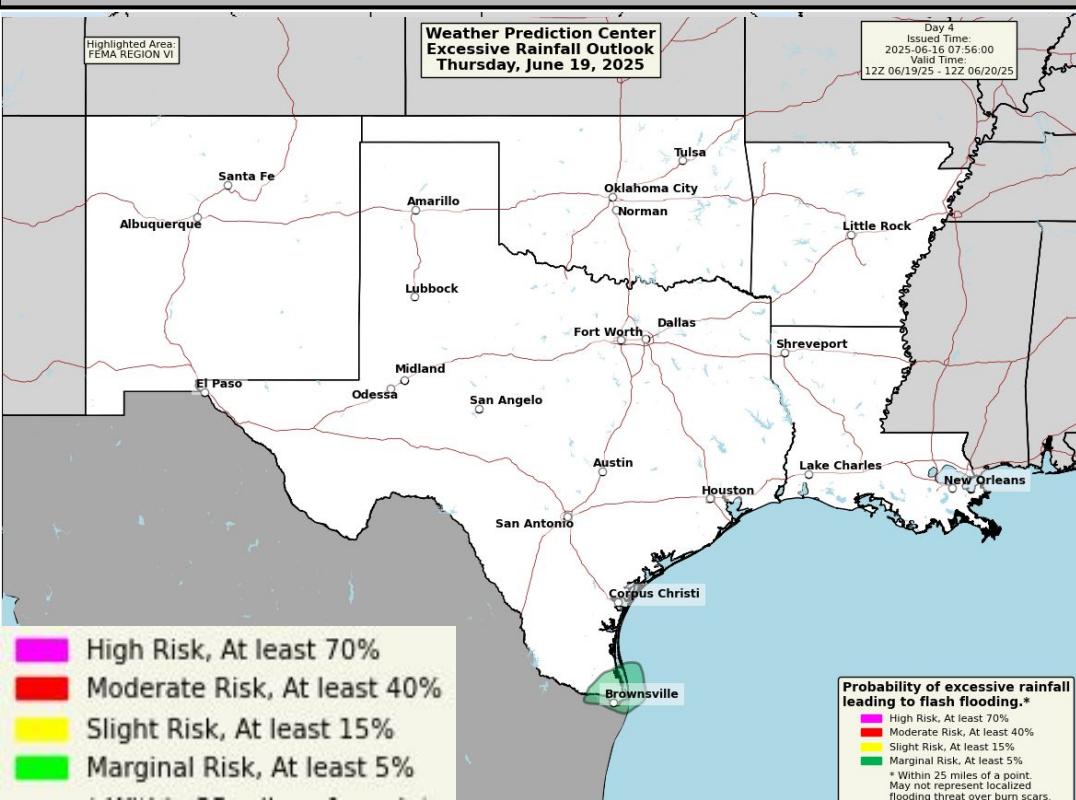 Highlighted Area:
FEMA REGION VI
Weather Prediction Center
Excessive Rainfall Outlook
Thursday, June 19, 2025
Day 4
Issued Time:
2025-06-16 07:56:00
Valid Time:
12Z 06/19/25 - 12Z 06/20/25
Tulsa
Santa Fe
Oklahoma City
Amarillo
Norman
Albuquerque
Little Rock
Lubbock
Dallas
Fort Worth
Shreveport
Midland
El Paso
Odessa
San Angelo
Austin
Lake Charles
New Orleans
Houston
San Antonio
Corpus Christi
Brownsville
High Risk, At least 70%
Moderate Risk, At least 40%
Slight Risk, At least 15%
Marginal Risk, At least 5%
Probability of excessive rainfall
leading to flash flooding.*
High Risk, At least 70%
Moderate Risk, At least 40%
Slight Risk, At least 15%
Marginal Risk, At least 5%
* Within 25 miles of a point.
May not represent localized
flooding threat over burn scars.